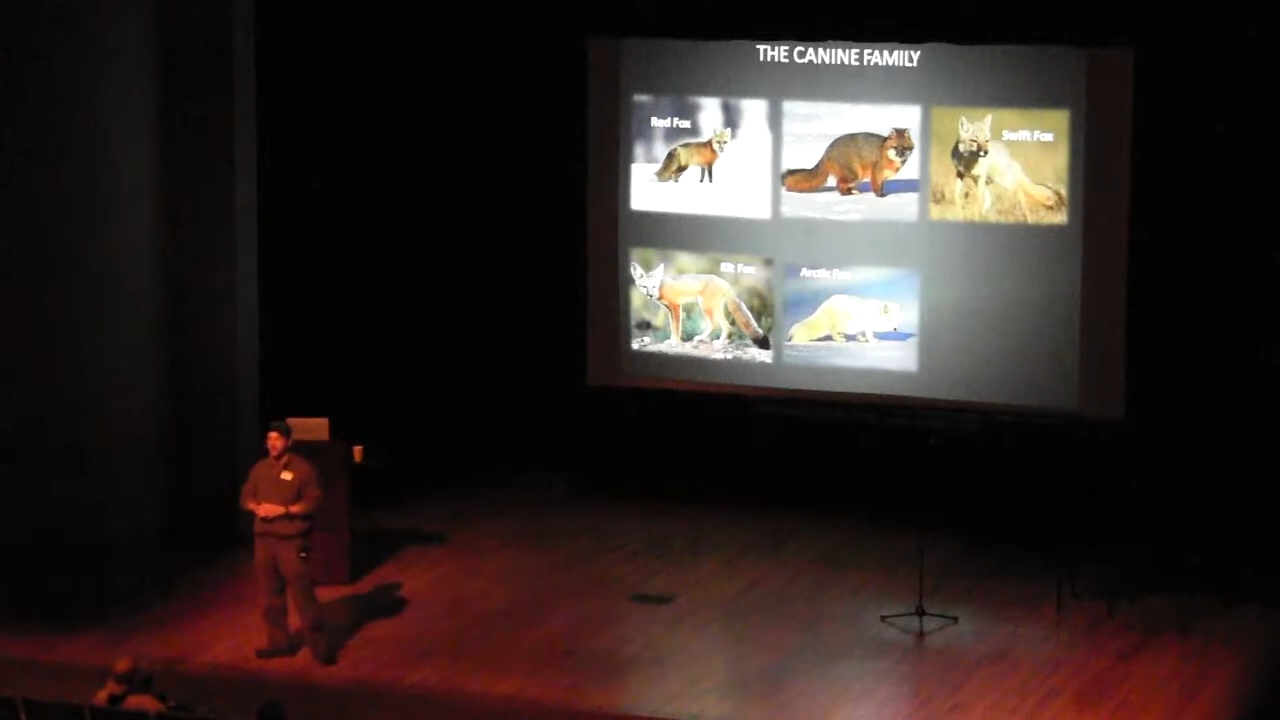 THE CANINE FAMILY
Red Fox
Swift Fox
Kit Fox
Arctic Fox